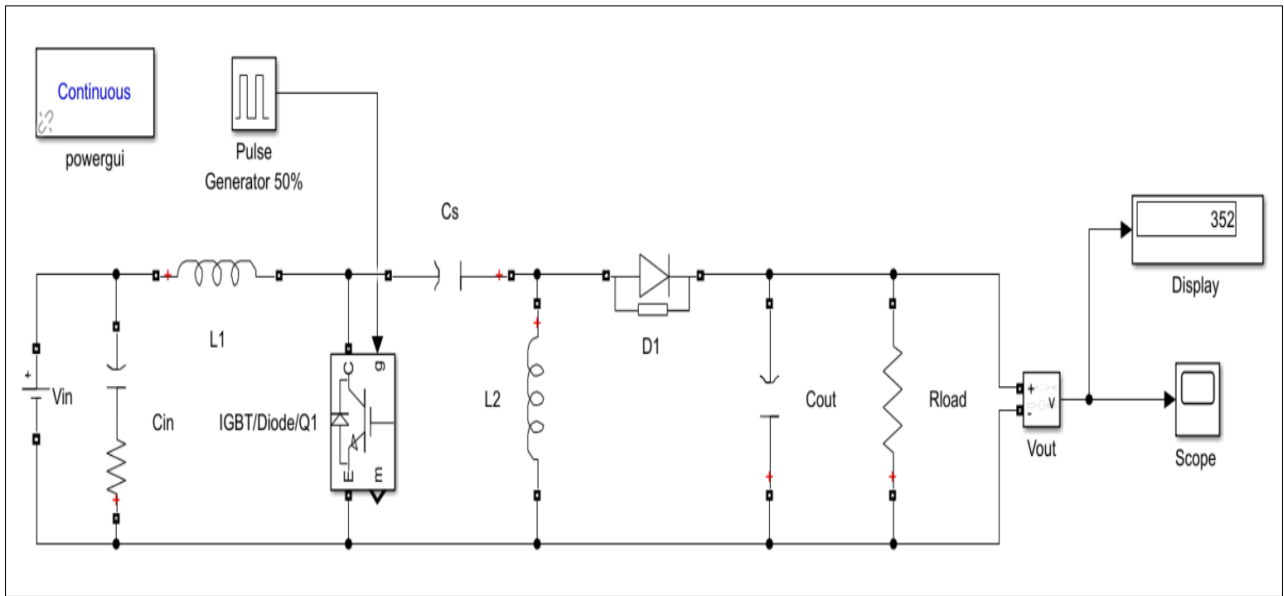 Continuous
powergui
Pulse
Generator 50%
Cs
352
Display
L1
D1
+
Vin
Cin
IGBT/Diode/Q1
C
g
E
m
L2
Cout
Rload
+
-
v
Vout
Scope